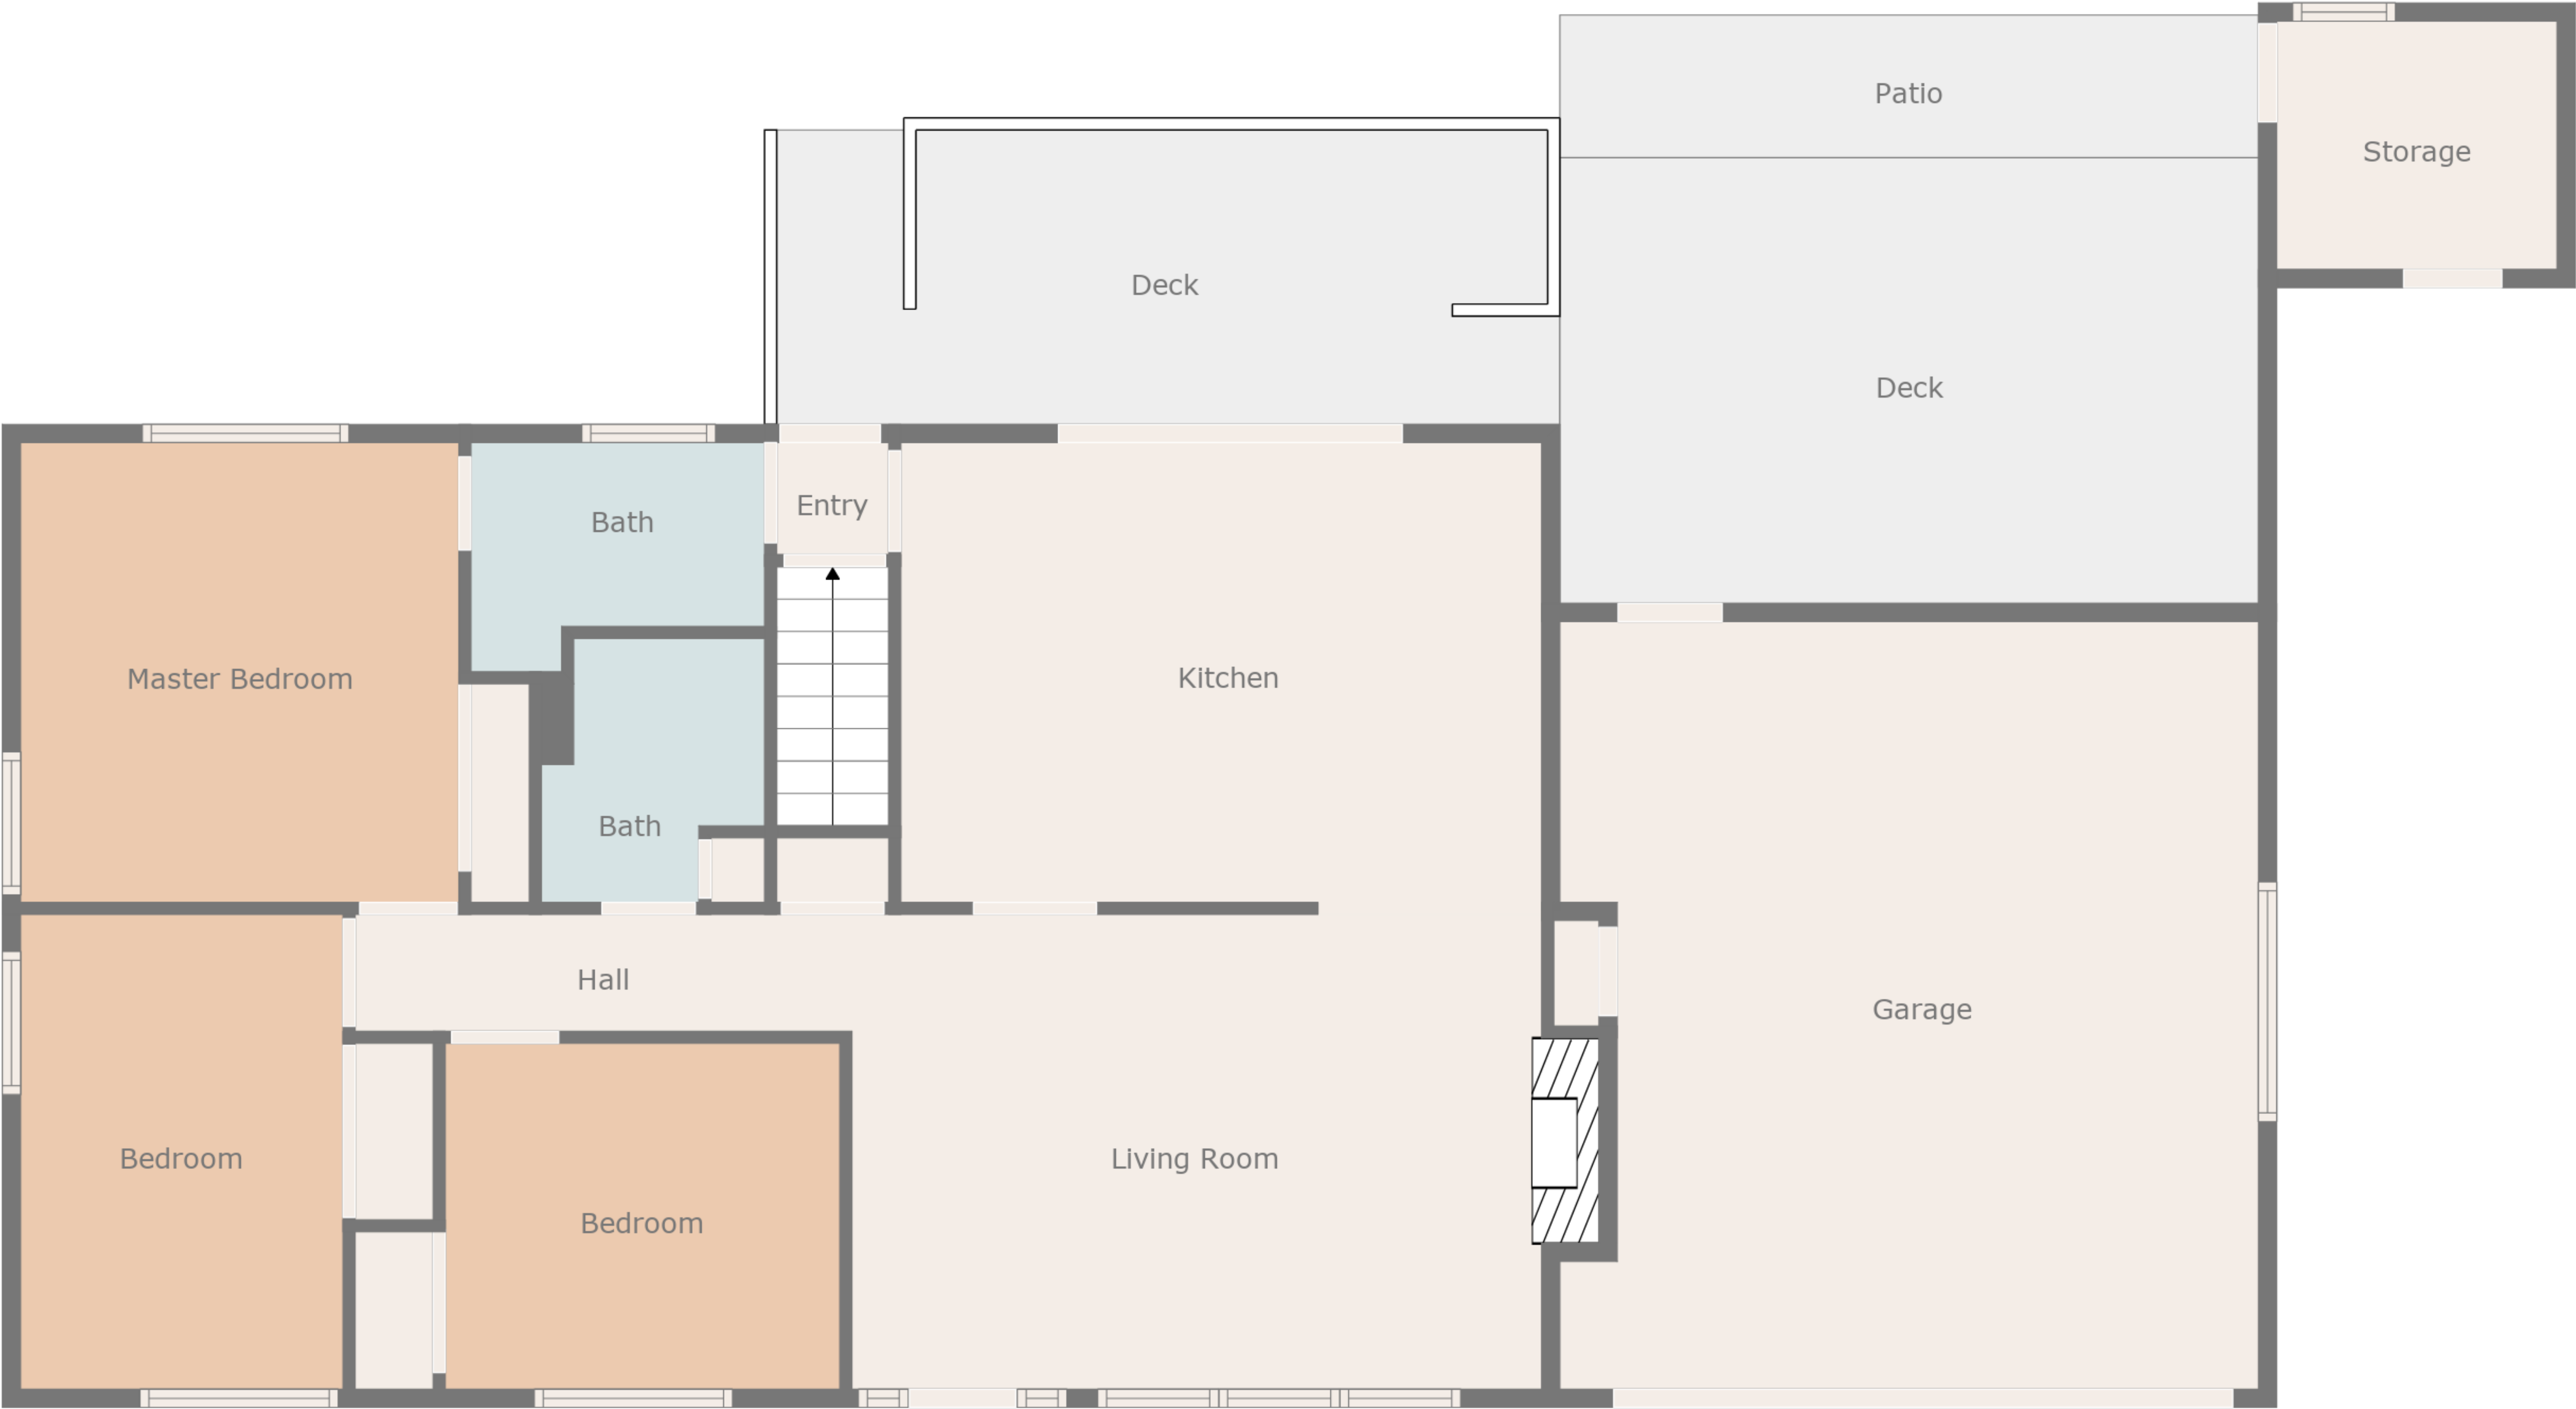 Patio
Storage
Deck
Deck
Entry
Bath
Master Bedroom
Kitchen
Bath
Hall
Garage
Bedroom
Living Room
Bedroom